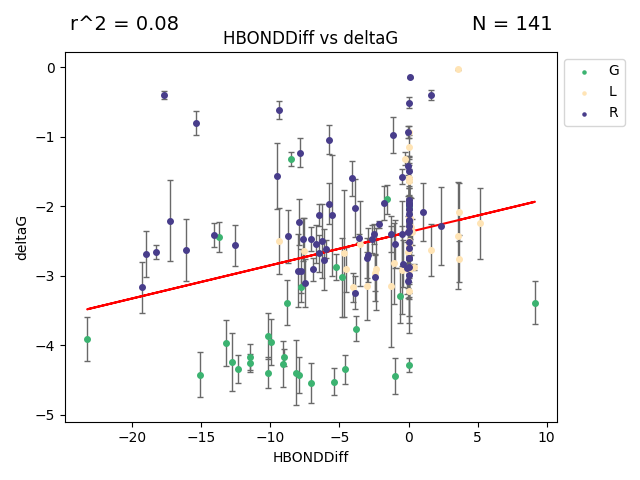 r^2 = 0.08 N = 141
HBONDDiff vs deltaG
G
L
R
0
−1
−2
−3
−4
−5
deltaG
−20 −15 −10 −5 0 5 10
HBONDDiff